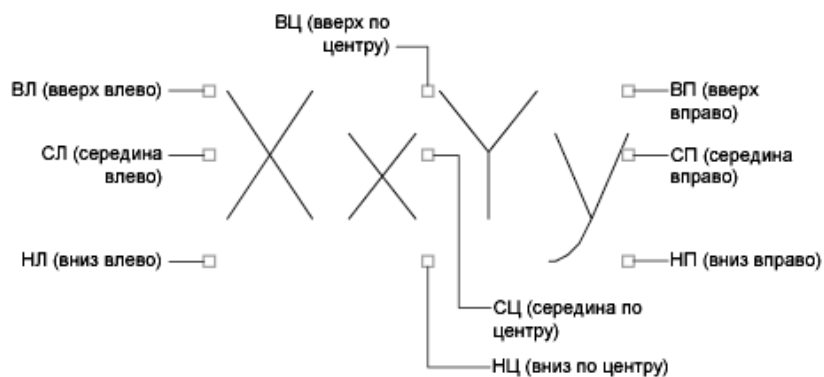 ВЦ (вверх по
центру)
ВЛ (вверх влево)
ВП (вверх
вправо)
СЛ (середина
влево)
СП (середина
вправо)
НЛ (вниз влево)
НП (вниз вправо)
СЦ (середина по
центру)
НЦ (вниз по центру)
XxYy